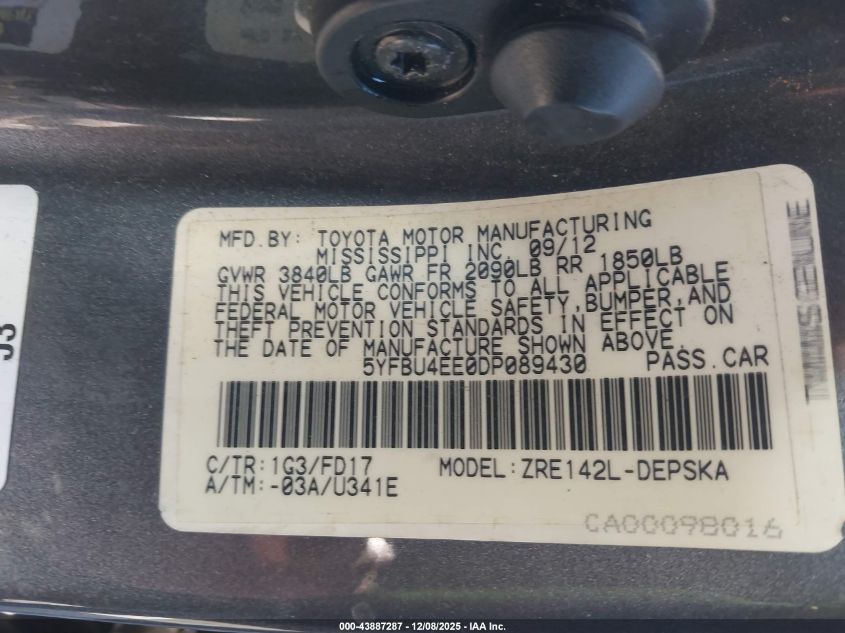 MFD.BY: TOYOTA MOTOR MANUFACTURING
MISSISSIPPI INC. 09/12
GVWR 3840LB GAWR FR 2090LB RR 1850LB
THIS VEHICLE CONFORMS TO ALL APPLICABLE
FEDERAL MOTOR VEHICLE SAFETY,BUMPER,AND
THEFT PREVENTION STANDARDS IN EFFECT ON
THE DATE OF MANUFACTURE SHOWN ABOVE.
5YFBU4EE0DP089430 PASS.CAR
C/TR:1G3/FD17 MODEL:ZRE142L-DEPSKA
A/TM:-03A/U341E
CA00098016
J3
000-43887287 - 12/08/2025 - IAA Inc.